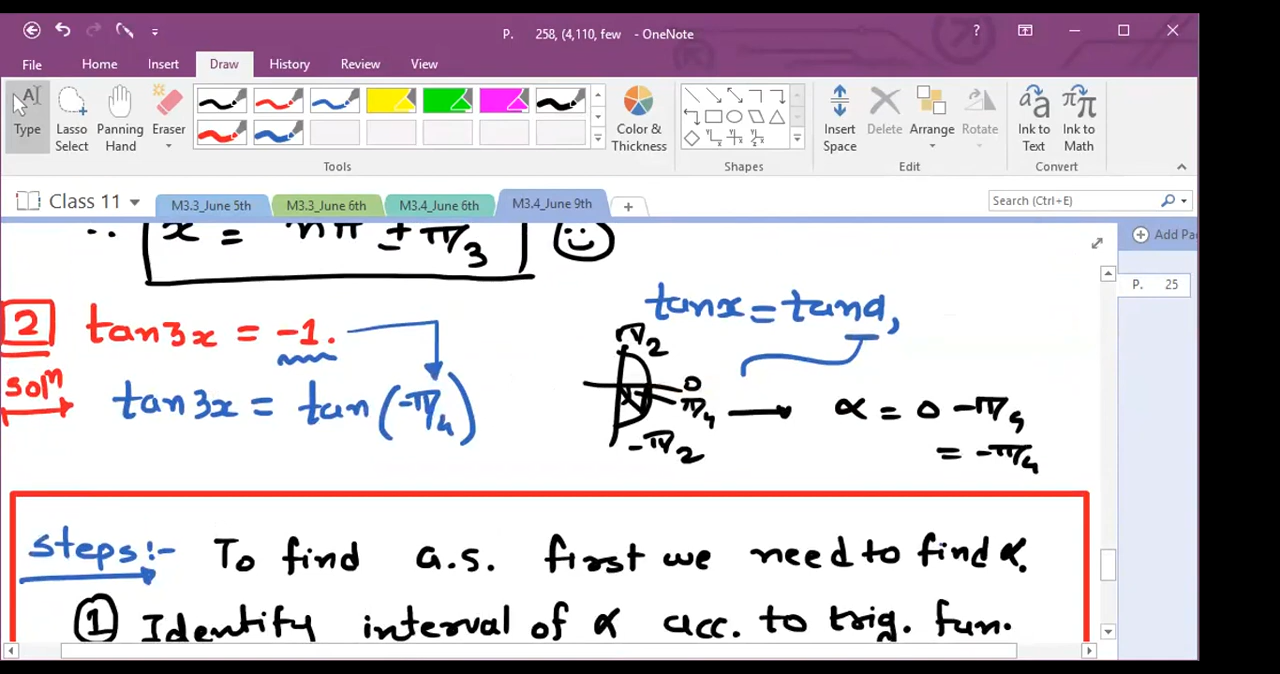 P. 258, (4,110, few - OneNote
File Home Insert Draw History Review View
Type Lasso Select Panning Hand Eraser Color & Thickness Insert Space Delete Arrange Rotate Ink to Text Ink to Math
Tools Shapes Edit Convert
Class 11 M3.3_June 5th M3.3_June 6th M3.4_June 6th M3.4_June 9th + Search (Ctrl+E)
Add Pa
P. 25
∴ x = nπ ± π/3
2 tan3x = -1.
tanx = tanα,
soln tan3x = tan(-π/4)
π/2
0
π/4
-π/2
α = 0 - π/4
= -π/4
Steps:- To find a.s. first we need to find α.
1 Identify interval of α acc. to trig. fun.